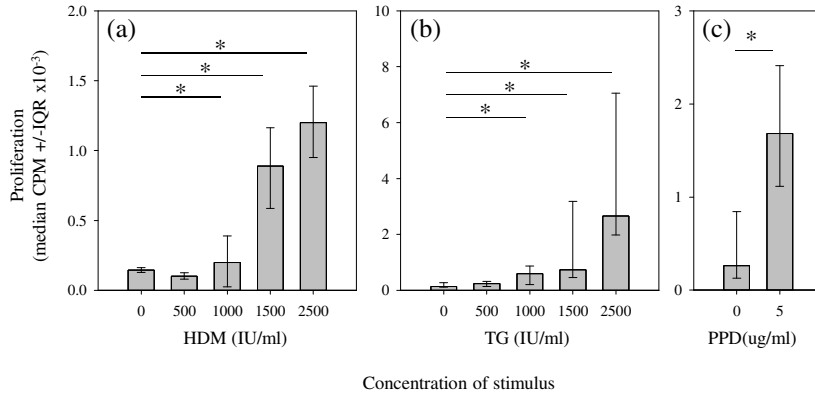 Proliferation
(median CPM +/-IQR x10-3)
(a)
2.0
1.5
1.0
0.5
0.0
*
*
*
0 500 1000 1500 2500
HDM (IU/ml)
(b)
10
8
6
4
2
0
*
*
*
0 500 1000 1500 2500
TG (IU/ml)
(c)
3
2
1
0
*
0 5
PPD(ug/ml)
Concentration of stimulus